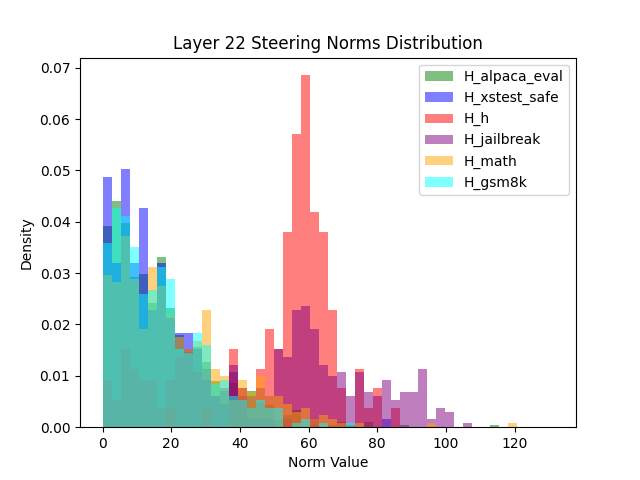 Layer 22 Steering Norms Distribution
0.07
0.06
0.05
0.04
0.03
0.02
0.01
0.00
Density
H_alpaca_eval
H_xstest_safe
H_h
H_jailbreak
H_math
H_gsm8k
0 20 40 60 80 100 120
Norm Value